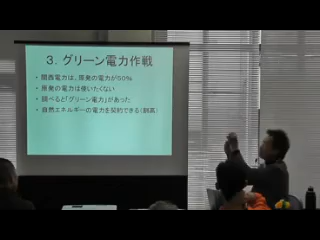 3．グリーン電力作戦
• 関西電力は、原発の電力が50％
• 原発の電力は使いたくない
• 調べると「グリーン電力」があった
• 自然エネルギーの電力を契約できる（割高）